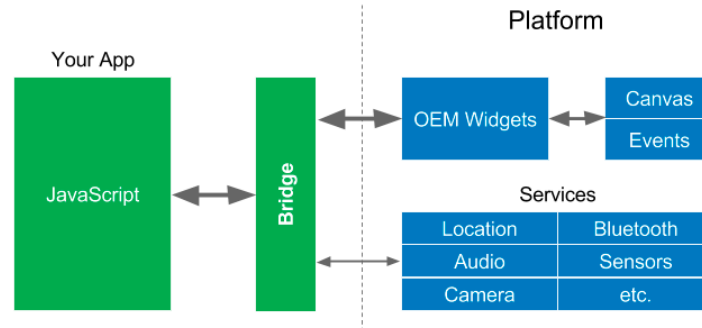 Platform
Your App
JavaScript
Bridge
OEM Widgets
Canvas
Events
Services
Location
Bluetooth
Audio
Sensors
Camera
etc.